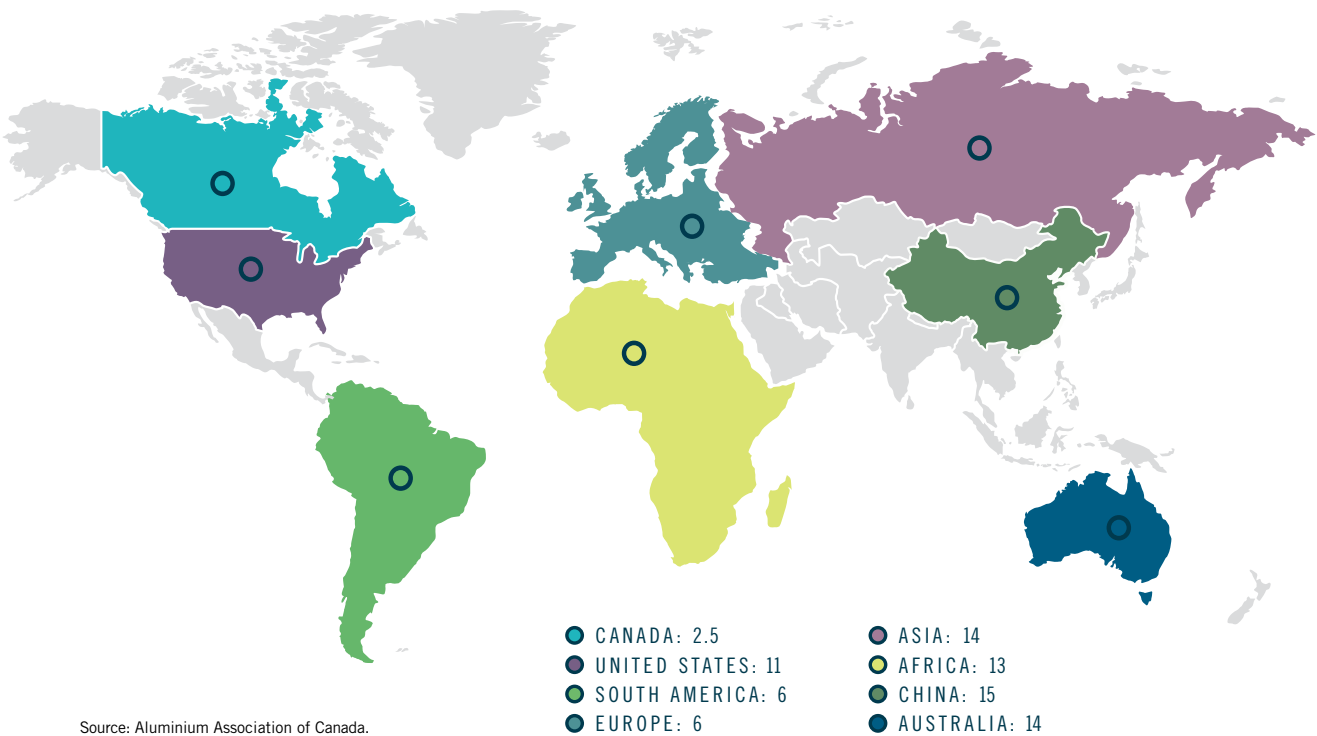 CANADA: 2.5
UNITED STATES: 11
SOUTH AMERICA: 6
EUROPE: 6
ASIA: 14
AFRICA: 13
CHINA: 15
AUSTRALIA: 14
Source: Aluminium Association of Canada.